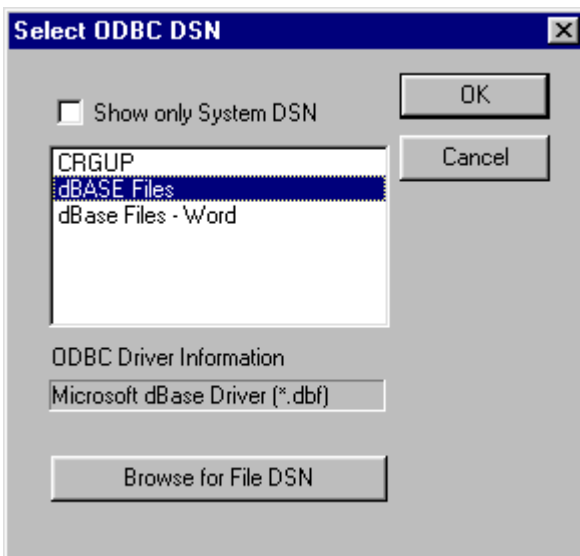 Select ODBC DSN
Show only System DSN
OK
Cancel
CRGUP
dBASE Files
dBase Files - Word
ODBC Driver Information
Microsoft dBase Driver (*.dbf)
Browse for File DSN